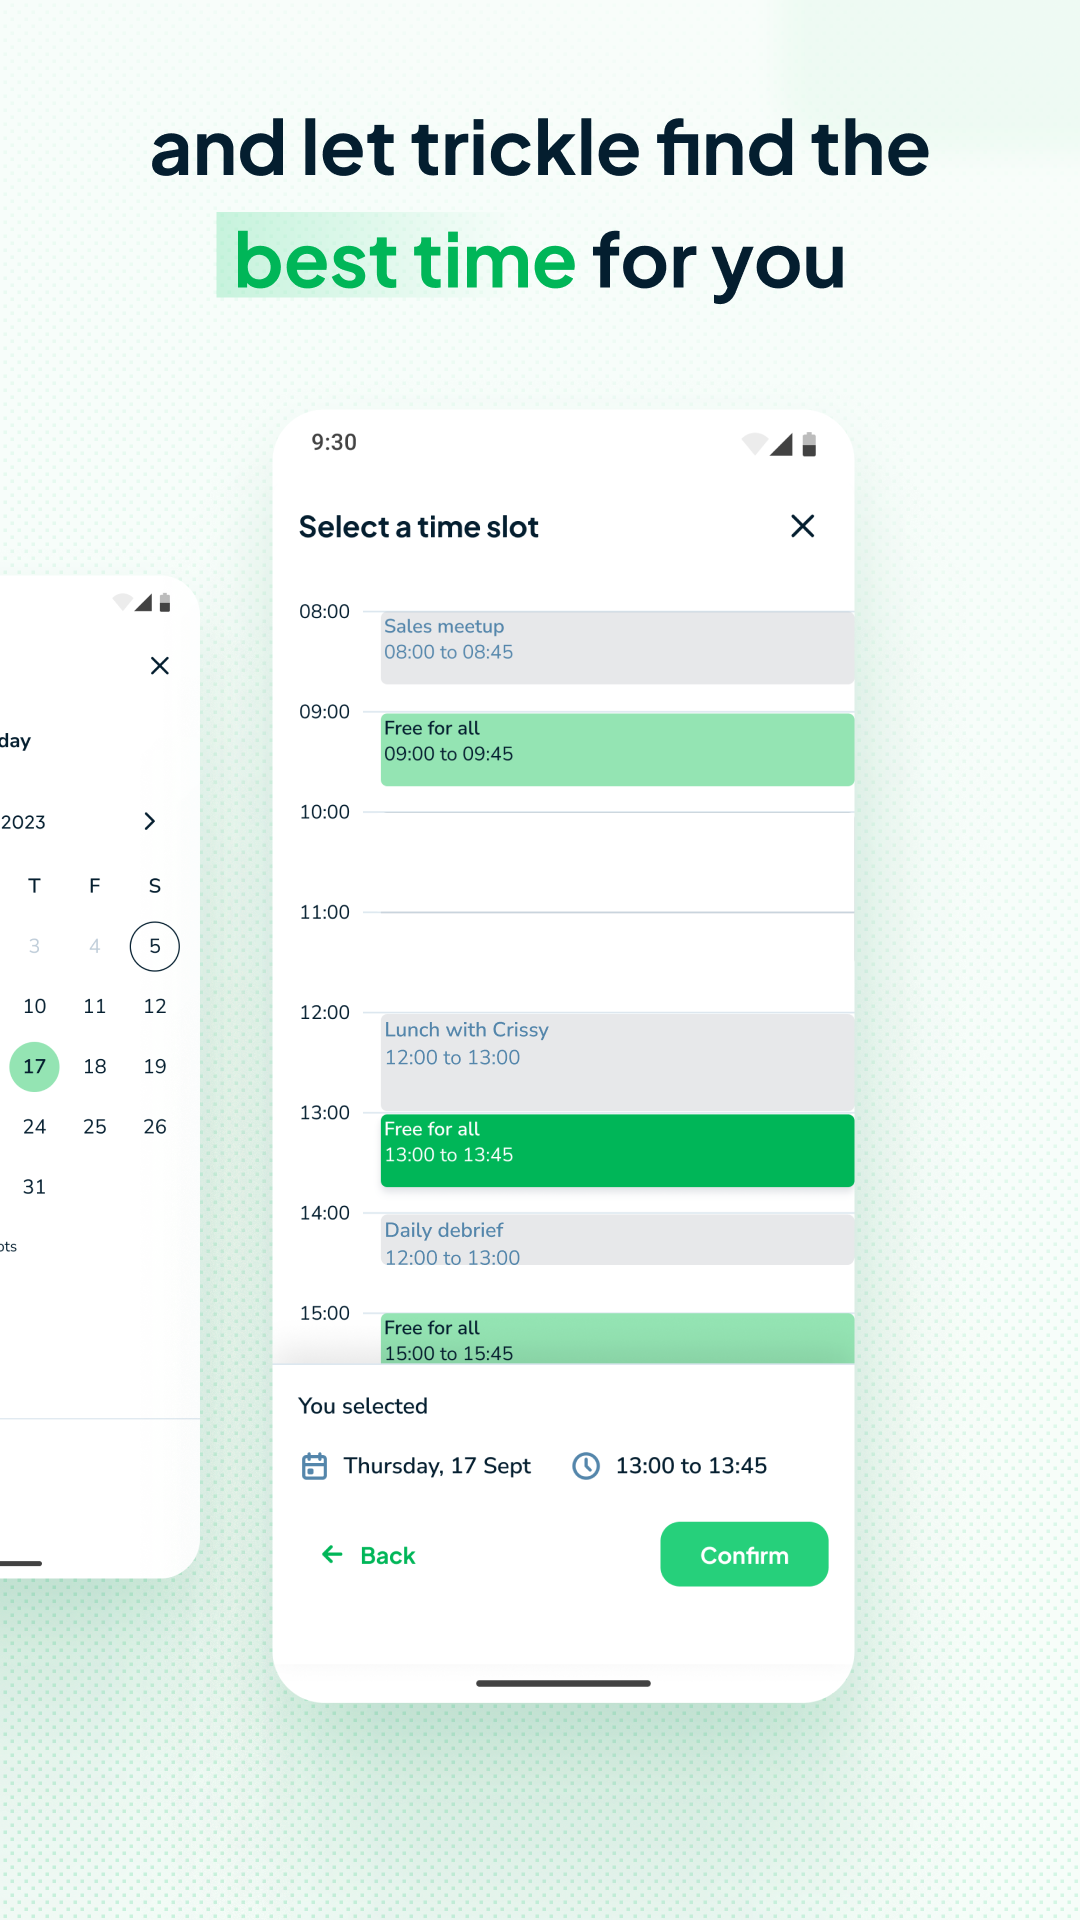 and let trickle find the
best time for you
9:30
Select a time slot
08:00
Sales meetup
08:00 to 08:45
09:00
Free for all
09:00 to 09:45
10:00
11:00
12:00
Lunch with Crissy
12:00 to 13:00
13:00
Free for all
13:00 to 13:45
14:00
Daily debrief
12:00 to 13:00
15:00
Free for all
15:00 to 15:45
You selected
Thursday, 17 Sept 13:00 to 13:45
Back Confirm
day
2023
T F S
3 4 5
10 11 12
17 18 19
24 25 26
31
ots